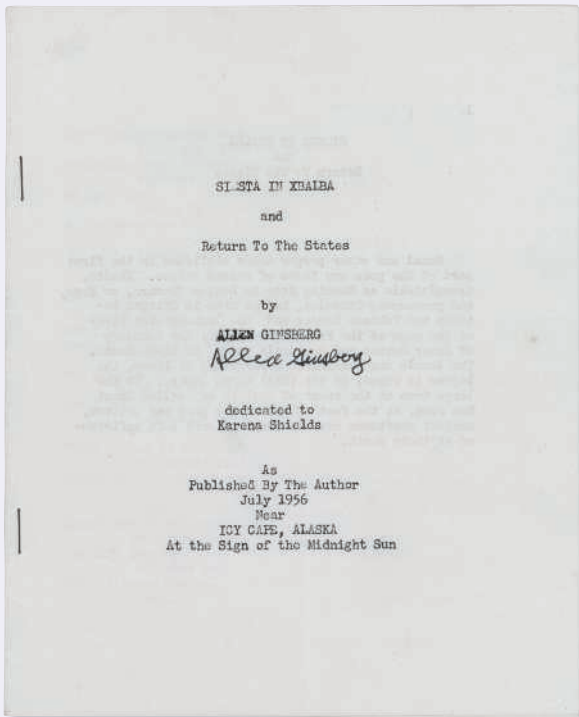 SIESTA IN XBALBA
and
Return To The States
by
ALLEN GINSBERG
Allen Ginsberg
dedicated to
Karena Shields
As
Published By The Author
July 1956
Near
ICY CAPE, ALASKA
At the Sign of the Midnight Sun